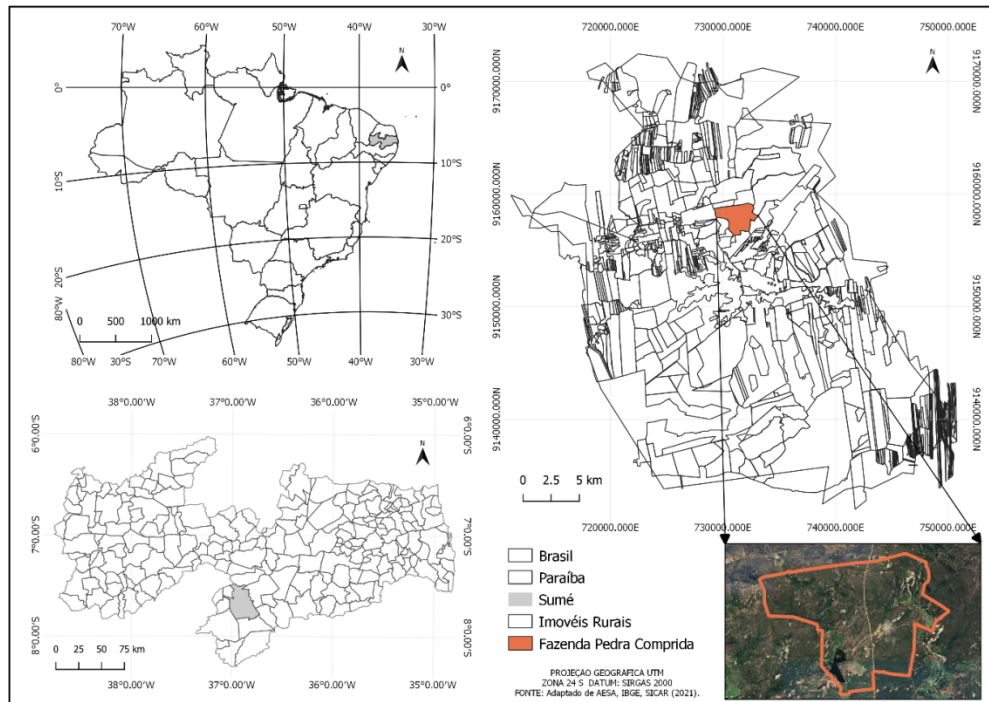 70°W 60°W 50°W 40°W 30°W
N
0° 0°
10°S 10°S
20°S 20°S
30°S
80°W
0 500 1000 km
80°W 30°S 70°W 60°W 50°W 40°W 30°W
38°0.00'W 37°0.00'W 36°0.00'W 35°0.00'W
6°0.00'S 6°0.00'S
N
7°0.00'S 7°0.00'S
8°0.00'S 8°0.00'S
0 25 50 75 km
38°0.00'W 37°0.00'W 36°0.00'W 35°0.00'W
720000.000E 730000.000E 740000.000E 750000.000E
N
9170000.000N 9170000.000N
9160000.000N 9160000.000N
9150000.000N 9150000.000N
9140000.000N 9140000.000N
0 2.5 5 km
720000.000E 730000.000E 740000.000E 750000.000E
Brasil
Paraíba
Sumé
Imovéis Rurais
Fazenda Pedra Comprida
PROJEÇAO GEOGRAFICA UTM
ZONA 24 S DATUM: SIRGAS 2000
FONTE: Adaptado de AESA, IBGE, SICAR (2021).